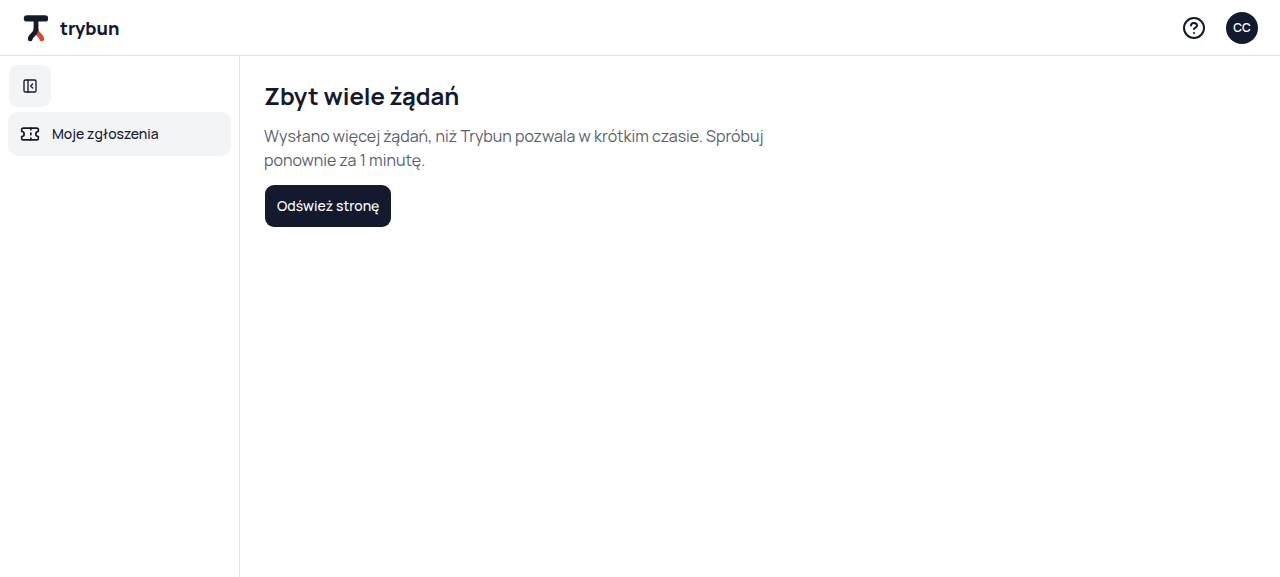 trybun
CC
Moje zgłoszenia
Zbyt wiele żądań
Wysłano więcej żądań, niż Trybun pozwala w krótkim czasie. Spróbuj
ponownie za 1 minutę.
Odśwież stronę